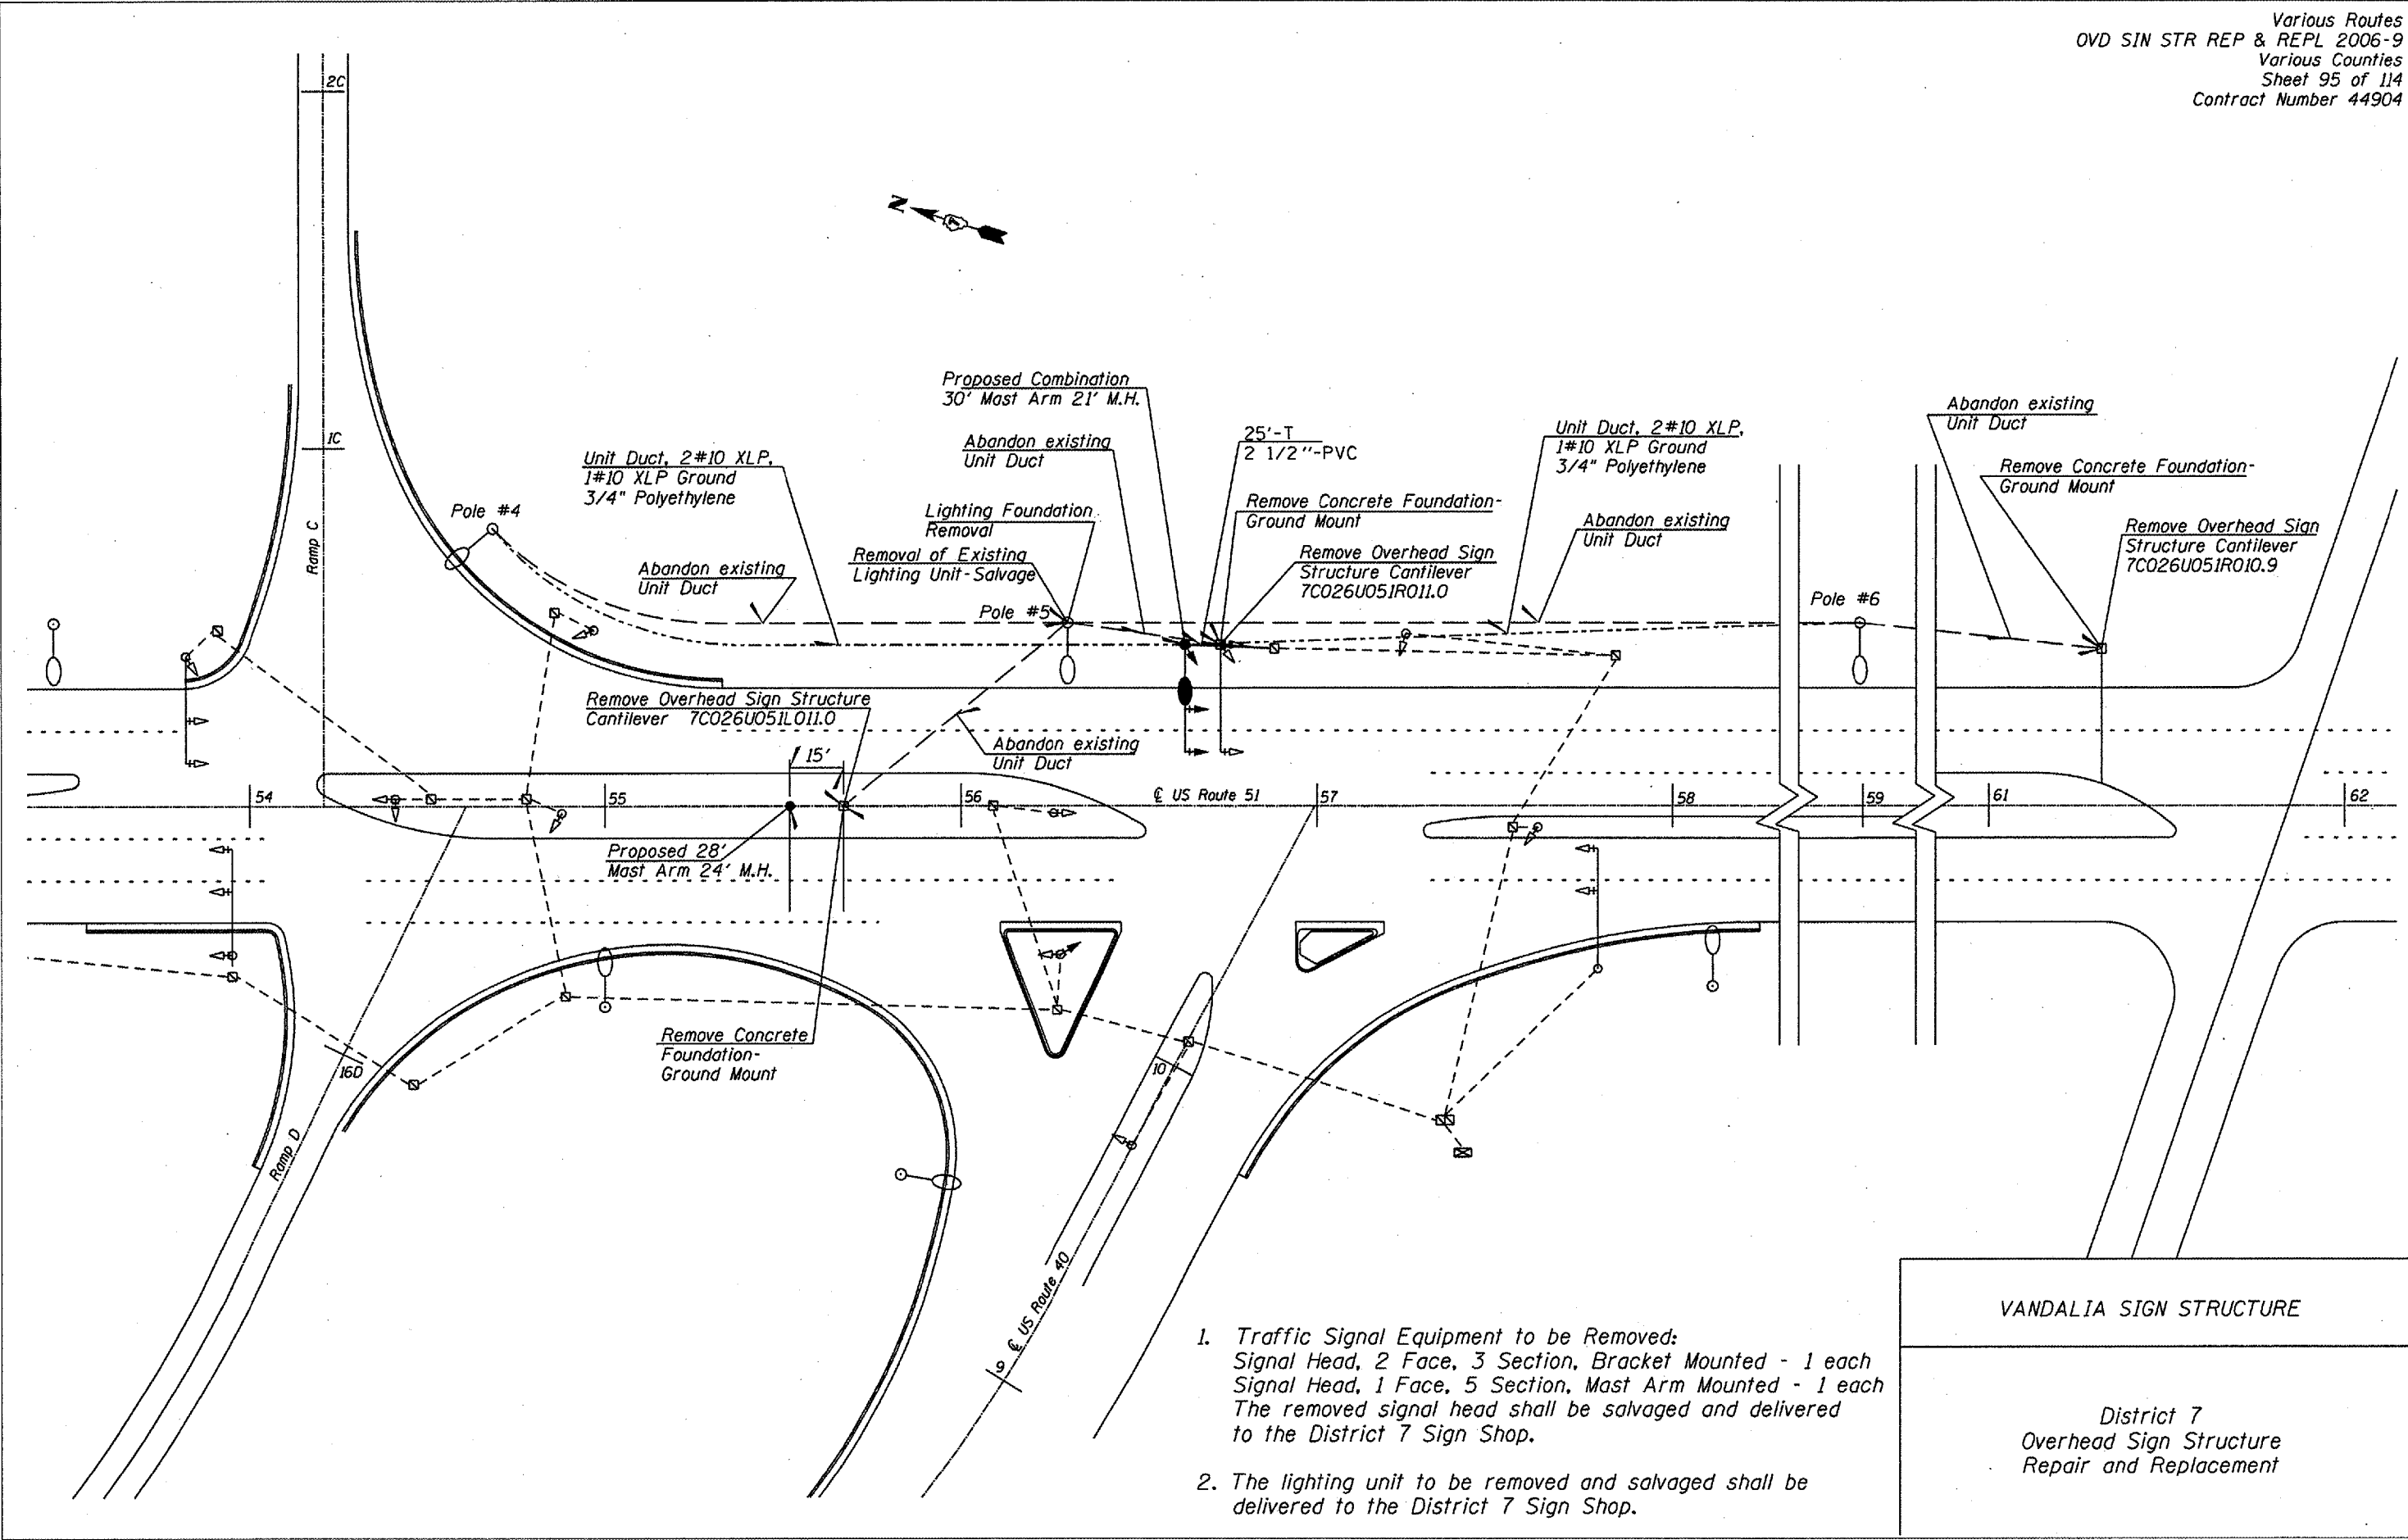 Various Routes
OVD SIN STR REP & REPL 2006-9
Various Counties
Sheet 95 of 114
Contract Number 44904
2C
1C
Ramp C
N
7
Pole #4
Unit Duct, 2#10 XLP,
1#10 XLP Ground
3/4" Polyethylene
Abandon existing
Unit Duct
Proposed Combination
30' Mast Arm 21' M.H.
Abandon existing
Unit Duct
Lighting Foundation
Removal
Removal of Existing
Lighting Unit-Salvage
Pole #5
25'-T
2 1/2"-PVC
Remove Concrete Foundation-
Ground Mount
Remove Overhead Sign
Structure Cantilever
7C026U051R011.0
Unit Duct, 2#10 XLP,
1#10 XLP Ground
3/4" Polyethylene
Abandon existing
Unit Duct
Pole #6
Abandon existing
Unit Duct
Remove Concrete Foundation-
Ground Mount
Remove Overhead Sign
Structure Cantilever
7C026U051R010.9
Remove Overhead Sign Structure
Cantilever 7C026U051L011.0
15'
Abandon existing
Unit Duct
54
55
56
℄ US Route 51
57
58
59
61
62
Proposed 28'
Mast Arm 24' M.H.
Remove Concrete
Foundation-
Ground Mount
160
Ramp D
10
℄ US Route 40
9
1. Traffic Signal Equipment to be Removed:
Signal Head, 2 Face, 3 Section, Bracket Mounted - 1 each
Signal Head, 1 Face, 5 Section, Mast Arm Mounted - 1 each
The removed signal head shall be salvaged and delivered
to the District 7 Sign Shop.
2. The lighting unit to be removed and salvaged shall be
delivered to the District 7 Sign Shop.
VANDALIA SIGN STRUCTURE
District 7
Overhead Sign Structure
Repair and Replacement